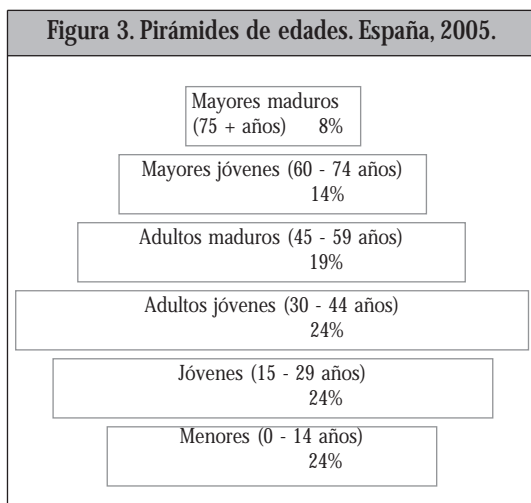 Figura 3. Pirámides de edades. España, 2005.
Mayores maduros
(75 + años) 8%
Mayores jóvenes (60 - 74 años)
14%
Adultos maduros (45 - 59 años)
19%
Adultos jóvenes (30 - 44 años)
24%
Jóvenes (15 - 29 años)
24%
Menores (0 - 14 años)
24%